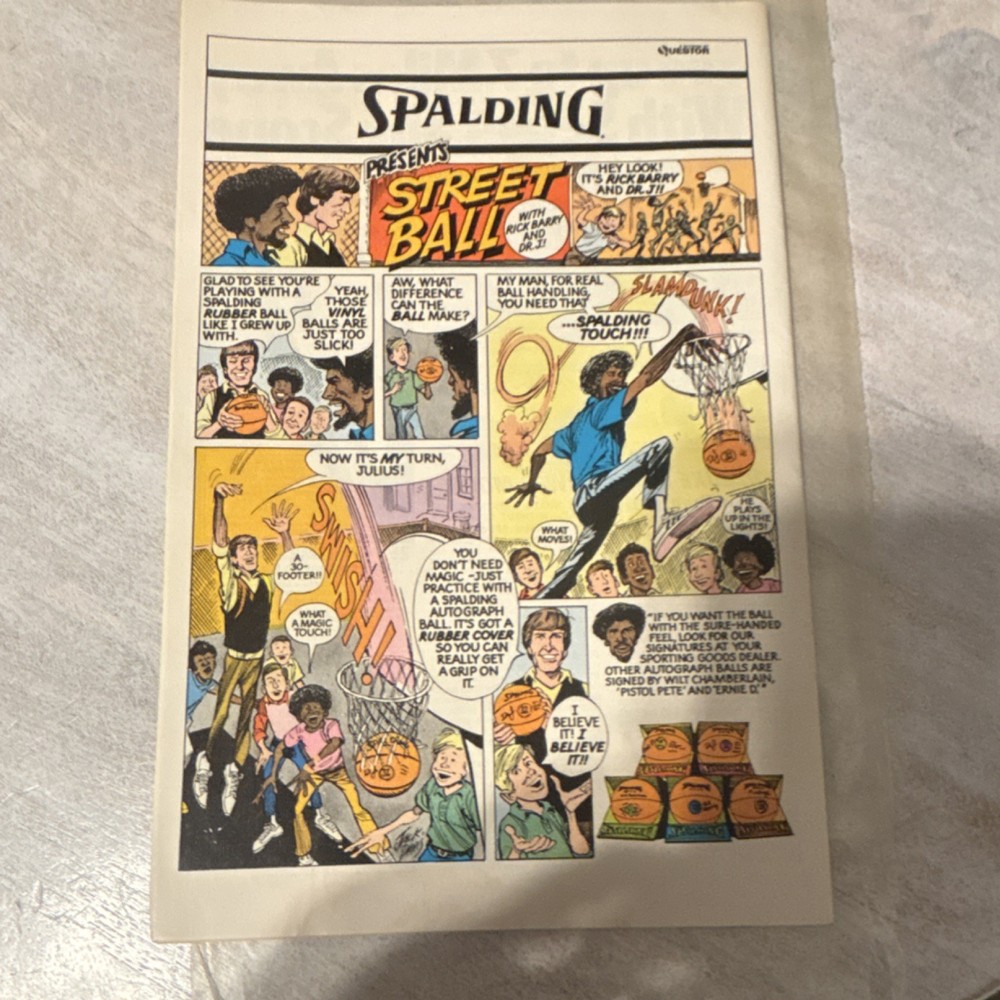 QUESTOR
SPALDING
PRESENTS
STREET
BALL
WITH
RICK BARRY
AND
DR. J!
HEY LOOK!
IT'S RICK BARRY
AND DR. J!!
GLAD TO SEE YOU'RE
PLAYING WITH A
SPALDING
RUBBER BALL
LIKE I GREW UP
WITH.
YEAH,
THOSE
VINYL
BALLS ARE
JUST TOO
SLICK!
AW, WHAT
DIFFERENCE
CAN THE
BALL MAKE?
MY MAN, FOR REAL
BALL HANDLING,
YOU NEED THAT
...SPALDING
TOUCH!!!
SLAMDUNK!
WHAT
MOVES!
HE
PLAYS
UP IN THE
LIGHTS!
NOW IT'S MY TURN,
JULIUS!
SWISH!
A
30-
FOOTER!!
WHAT
A MAGIC
TOUCH!
YOU
DON'T NEED
MAGIC -JUST
PRACTICE WITH
A SPALDING
AUTOGRAPH
BALL. IT'S GOT A
RUBBER COVER
SO YOU CAN
REALLY GET
A GRIP ON
IT.
I
BELIEVE
IT! I
BELIEVE
IT!!
"IF YOU WANT THE BALL
WITH THE SURE-HANDED
FEEL, LOOK FOR OUR
SIGNATURES AT YOUR
SPORTING GOODS DEALER.
OTHER AUTOGRAPH BALLS ARE
SIGNED BY WILT CHAMBERLAIN,
'PISTOL PETE' AND 'ERNIE D.'"